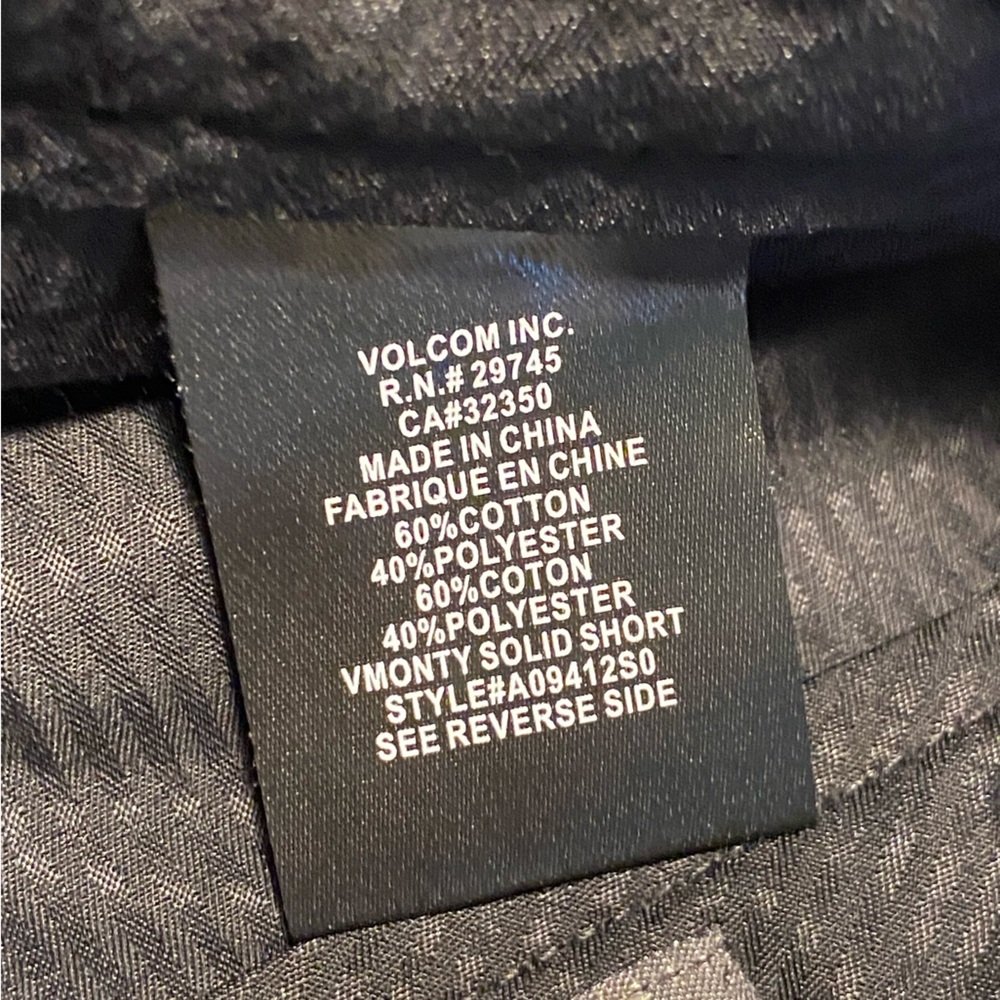 VOLCOM INC.
R.N.# 29745
CA#32350
MADE IN CHINA
FABRIQUE EN CHINE
60%COTTON
40%POLYESTER
60%COTON
40%POLYESTER
VMONTY SOLID SHORT
STYLE#A09412S0
SEE REVERSE SIDE